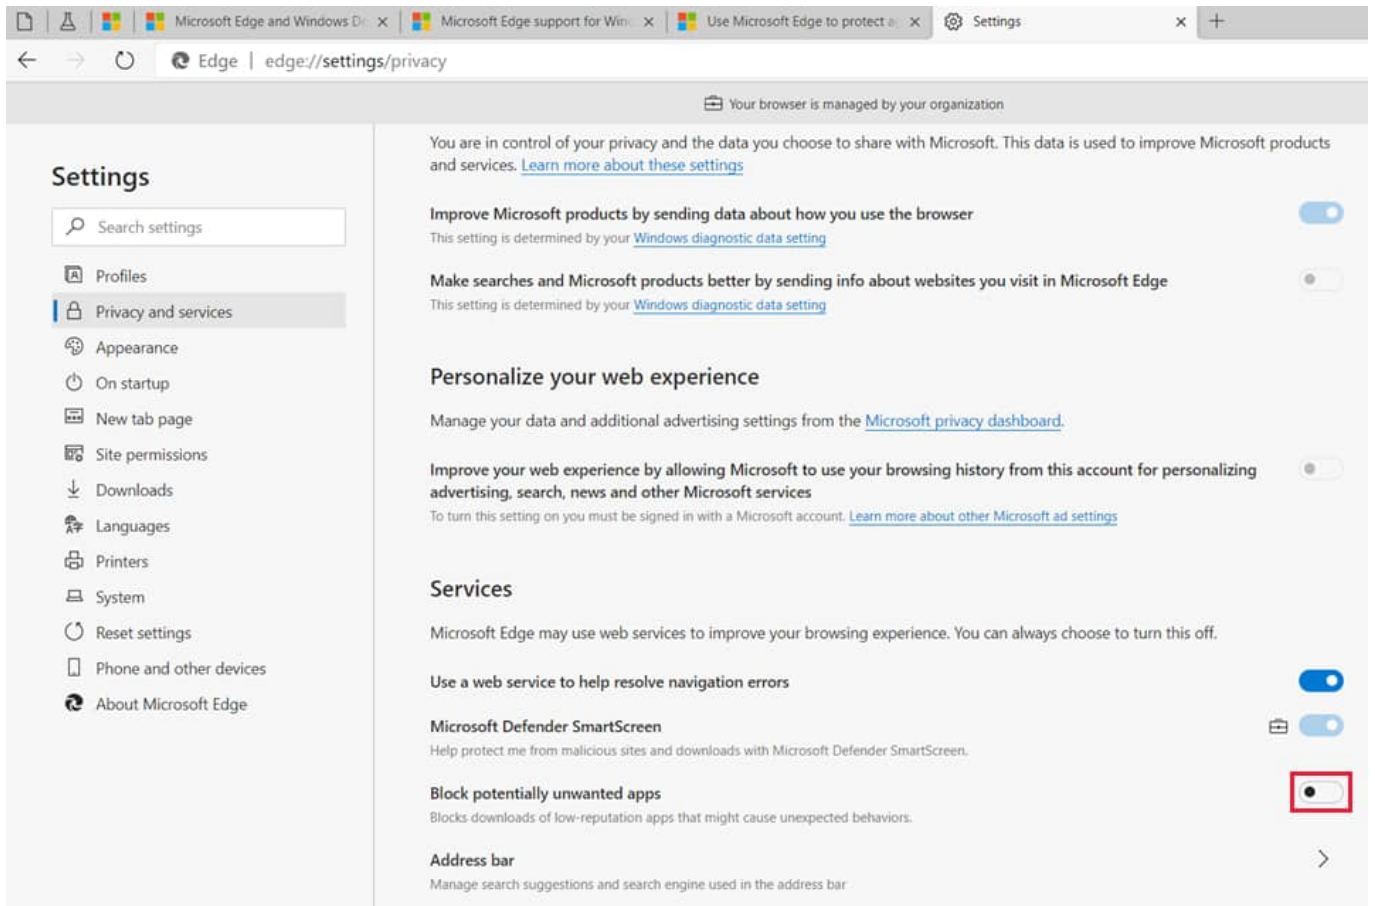 Microsoft Edge and Windows De
Microsoft Edge support for Win
Use Microsoft Edge to protect a
Settings
Edge | edge://settings/privacy
Your browser is managed by your organization
Settings
Search settings
Profiles
Privacy and services
Appearance
On startup
New tab page
Site permissions
Downloads
Languages
Printers
System
Reset settings
Phone and other devices
About Microsoft Edge
You are in control of your privacy and the data you choose to share with Microsoft. This data is used to improve Microsoft products
and services. Learn more about these settings
Improve Microsoft products by sending data about how you use the browser
This setting is determined by your Windows diagnostic data setting
Make searches and Microsoft products better by sending info about websites you visit in Microsoft Edge
This setting is determined by your Windows diagnostic data setting
Personalize your web experience
Manage your data and additional advertising settings from the Microsoft privacy dashboard.
Improve your web experience by allowing Microsoft to use your browsing history from this account for personalizing
advertising, search, news and other Microsoft services
To turn this setting on you must be signed in with a Microsoft account. Learn more about other Microsoft ad settings
Services
Microsoft Edge may use web services to improve your browsing experience. You can always choose to turn this off.
Use a web service to help resolve navigation errors
Microsoft Defender SmartScreen
Help protect me from malicious sites and downloads with Microsoft Defender SmartScreen.
Block potentially unwanted apps
Blocks downloads of low-reputation apps that might cause unexpected behaviors.
Address bar
Manage search suggestions and search engine used in the address bar